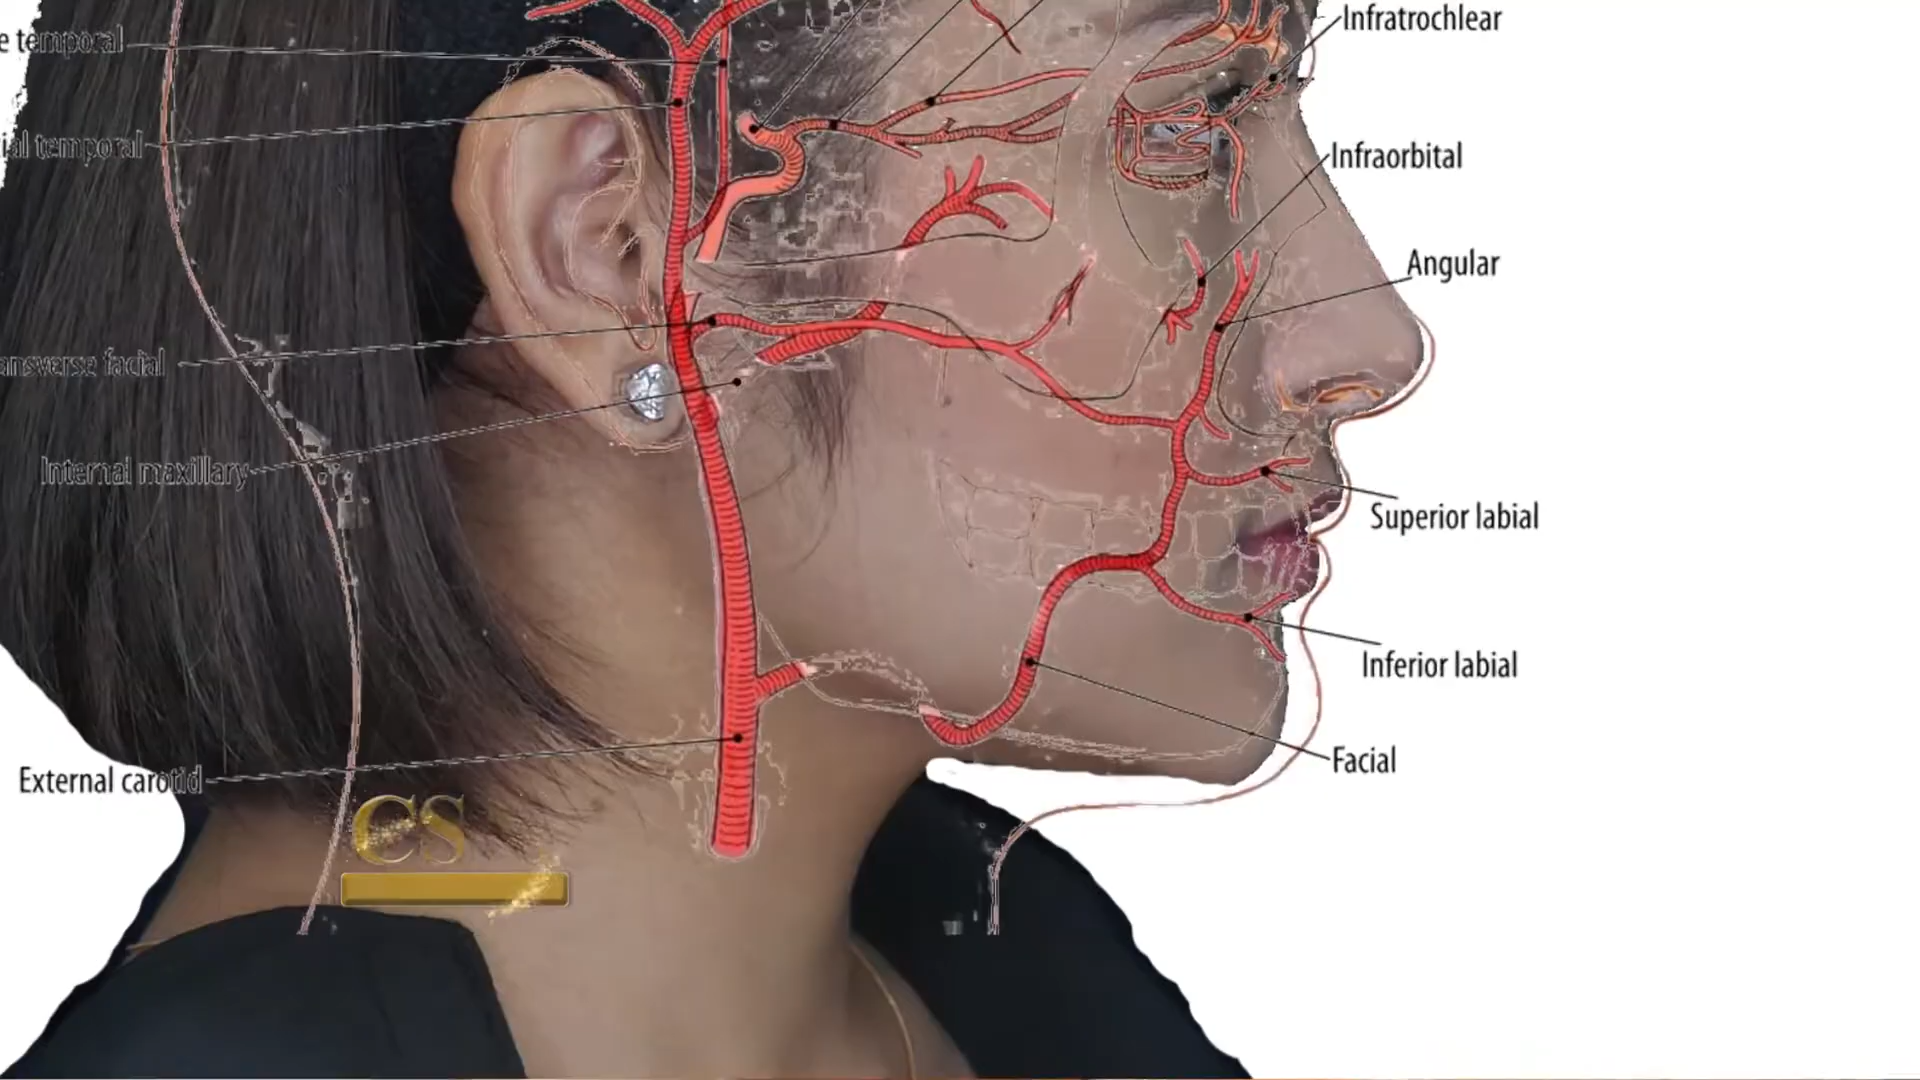 Infratrochlear
e temporal
ial temporal
Infraorbital
Angular
ansverse facial
Internal maxillary
Superior labial
Inferior labial
Facial
External carotid
CS